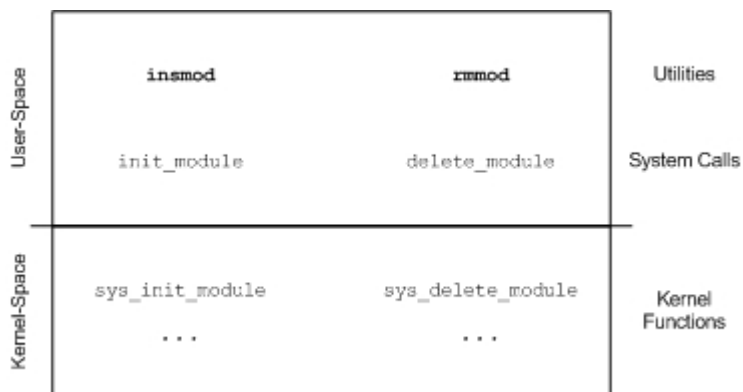 User-Space
insmod rmmod Utilities
init_module delete_module System Calls
Kernel-Space
sys_init_module sys_delete_module Kernel
Functions
... ...